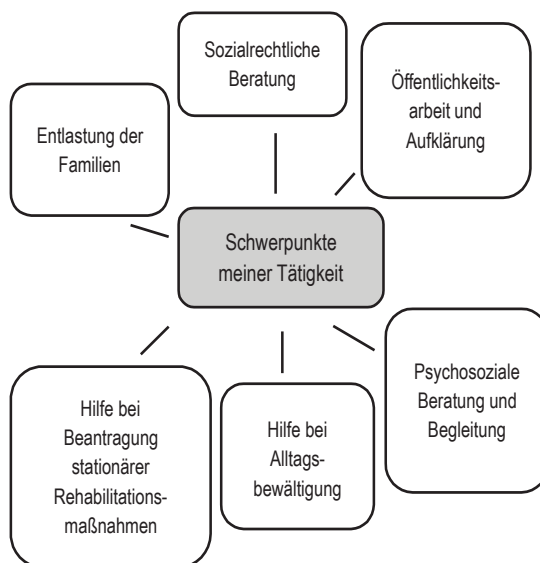 Sozialrechtliche
Beratung
Öffentlichkeits-
arbeit und
Aufklärung
Entlastung der
Familien
Schwerpunkte
meiner Tätigkeit
Psychosoziale
Beratung und
Begleitung
Hilfe bei
Beantragung
stationärer
Rehabilitations-
maßnahmen
Hilfe bei
Alltags-
bewältigung